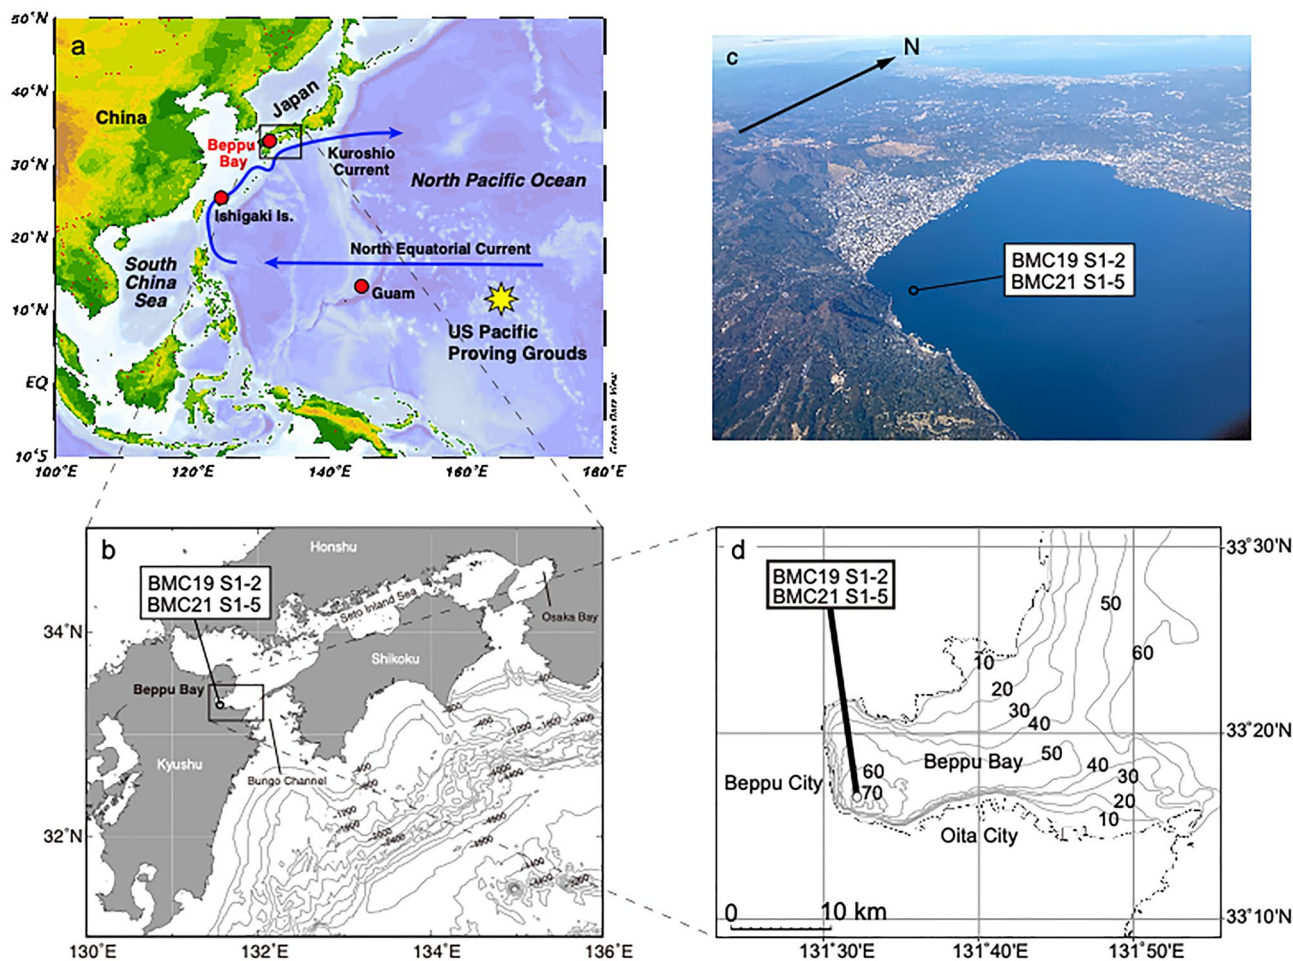 a
50°N
40°N
30°N
20°N
10°N
EQ
10°S
100°E
120°E
140°E
160°E
180°E
China
Japan
Beppu
Bay
Kuroshio
Current
North Pacific Ocean
Ishigaki Is.
North Equatorial Current
South
China
Sea
Guam
US Pacific
Proving Grouds
c
N
BMC19 S1-2
BMC21 S1-5
b
Honshu
BMC19 S1-2
BMC21 S1-5
Seto Inland Sea
Osaka Bay
34°N
Shikoku
Beppu Bay
Kyushu
Bungo Channel
32°N
130°E
132°E
134°E
136°E
d
33°30'N
BMC19 S1-2
BMC21 S1-5
50
60
10
20
30
40
33°20'N
Beppu Bay
50
40
30
20
10
Beppu City
60
70
Oita City
0
10 km
33°10'N
131°30'E
131°40'E
131°50'E